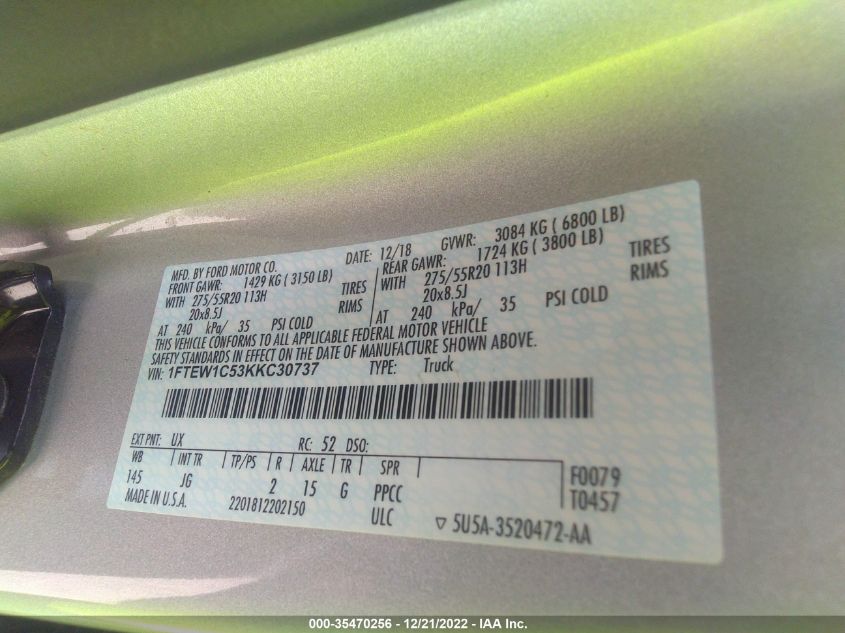 MFD. BY FORD MOTOR CO. DATE: 12/18 GVWR: 3084 KG ( 6800 LB)
FRONT GAWR: 1429 KG ( 3150 LB) REAR GAWR: 1724 KG ( 3800 LB)
WITH 275/55R20 113H TIRES WITH 275/55R20 113H TIRES
20x8.5J RIMS 20x8.5J RIMS
AT 240 kPa/ 35 PSI COLD AT 240 kPa/ 35 PSI COLD
THIS VEHICLE CONFORMS TO ALL APPLICABLE FEDERAL MOTOR VEHICLE
SAFETY STANDARDS IN EFFECT ON THE DATE OF MANUFACTURE SHOWN ABOVE.
VIN: 1FTEW1C53KKC30737 TYPE: Truck
EXT PNT: UX RC: 52 DSO:
WB INT TR TP/PS R AXLE TR SPR F0079
145 JG 2 15 G PPCC T0457
MADE IN U.S.A. 2201812202150 ULC ▽ 5U5A-3520472-AA
000-35470256 - 12/21/2022 - IAA Inc.